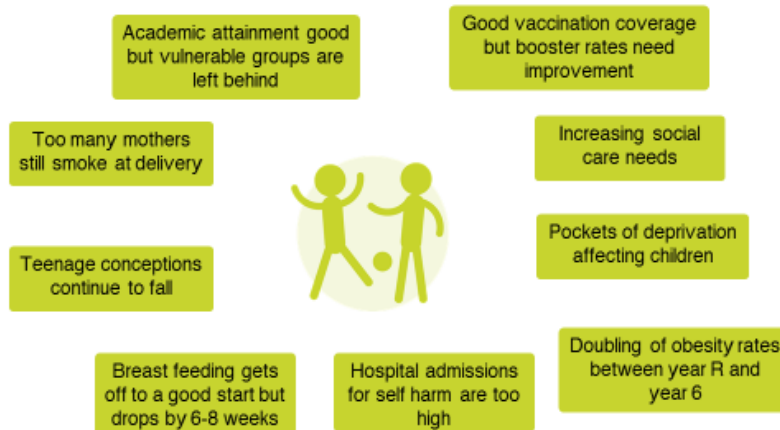 Academic attainment good
but vulnerable groups are
left behind
Good vaccination coverage
but booster rates need
improvement
Too many mothers
still smoke at delivery
Increasing social
care needs
Teenage conceptions
continue to fall
Pockets of deprivation
affecting children
Breast feeding gets
off to a good start but
drops by 6-8 weeks
Hospital admissions
for self harm are too
high
Doubling of obesity rates
between year R and
year 6